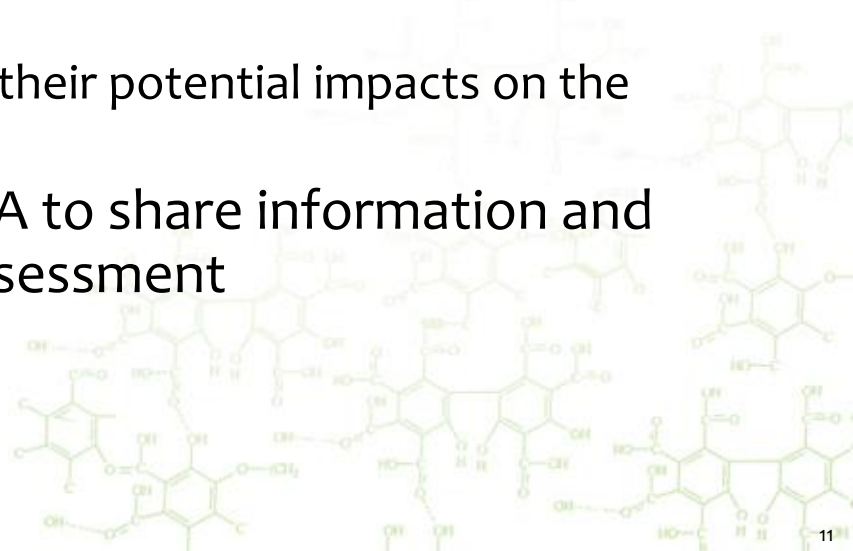 their potential impacts on the
A to share information and
sessment
11